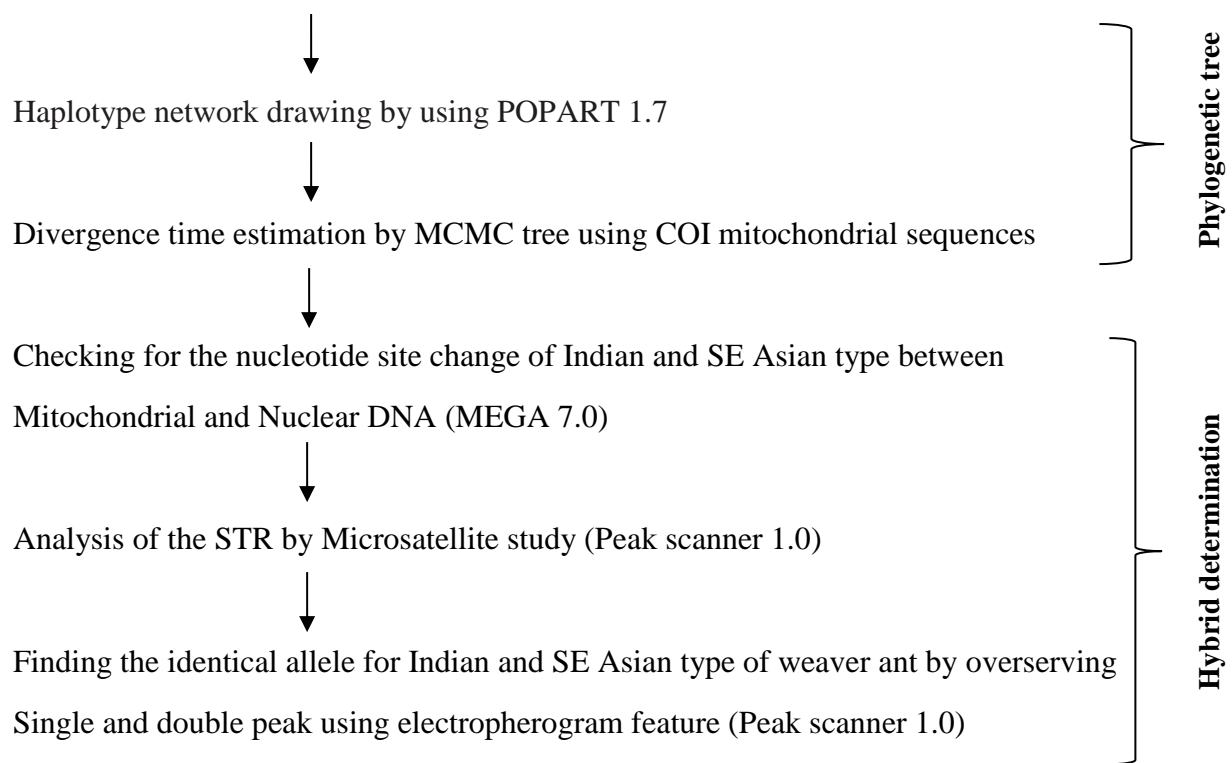 Haplotype network drawing by using POPART 1.7
Divergence time estimation by MCMC tree using COI mitochondrial sequences
Phylogenetic tree
Checking for the nucleotide site change of Indian and SE Asian type between
Mitochondrial and Nuclear DNA (MEGA 7.0)
Analysis of the STR by Microsatellite study (Peak scanner 1.0)
Finding the identical allele for Indian and SE Asian type of weaver ant by overserving
Single and double peak using electropherogram feature (Peak scanner 1.0)
Hybrid determination